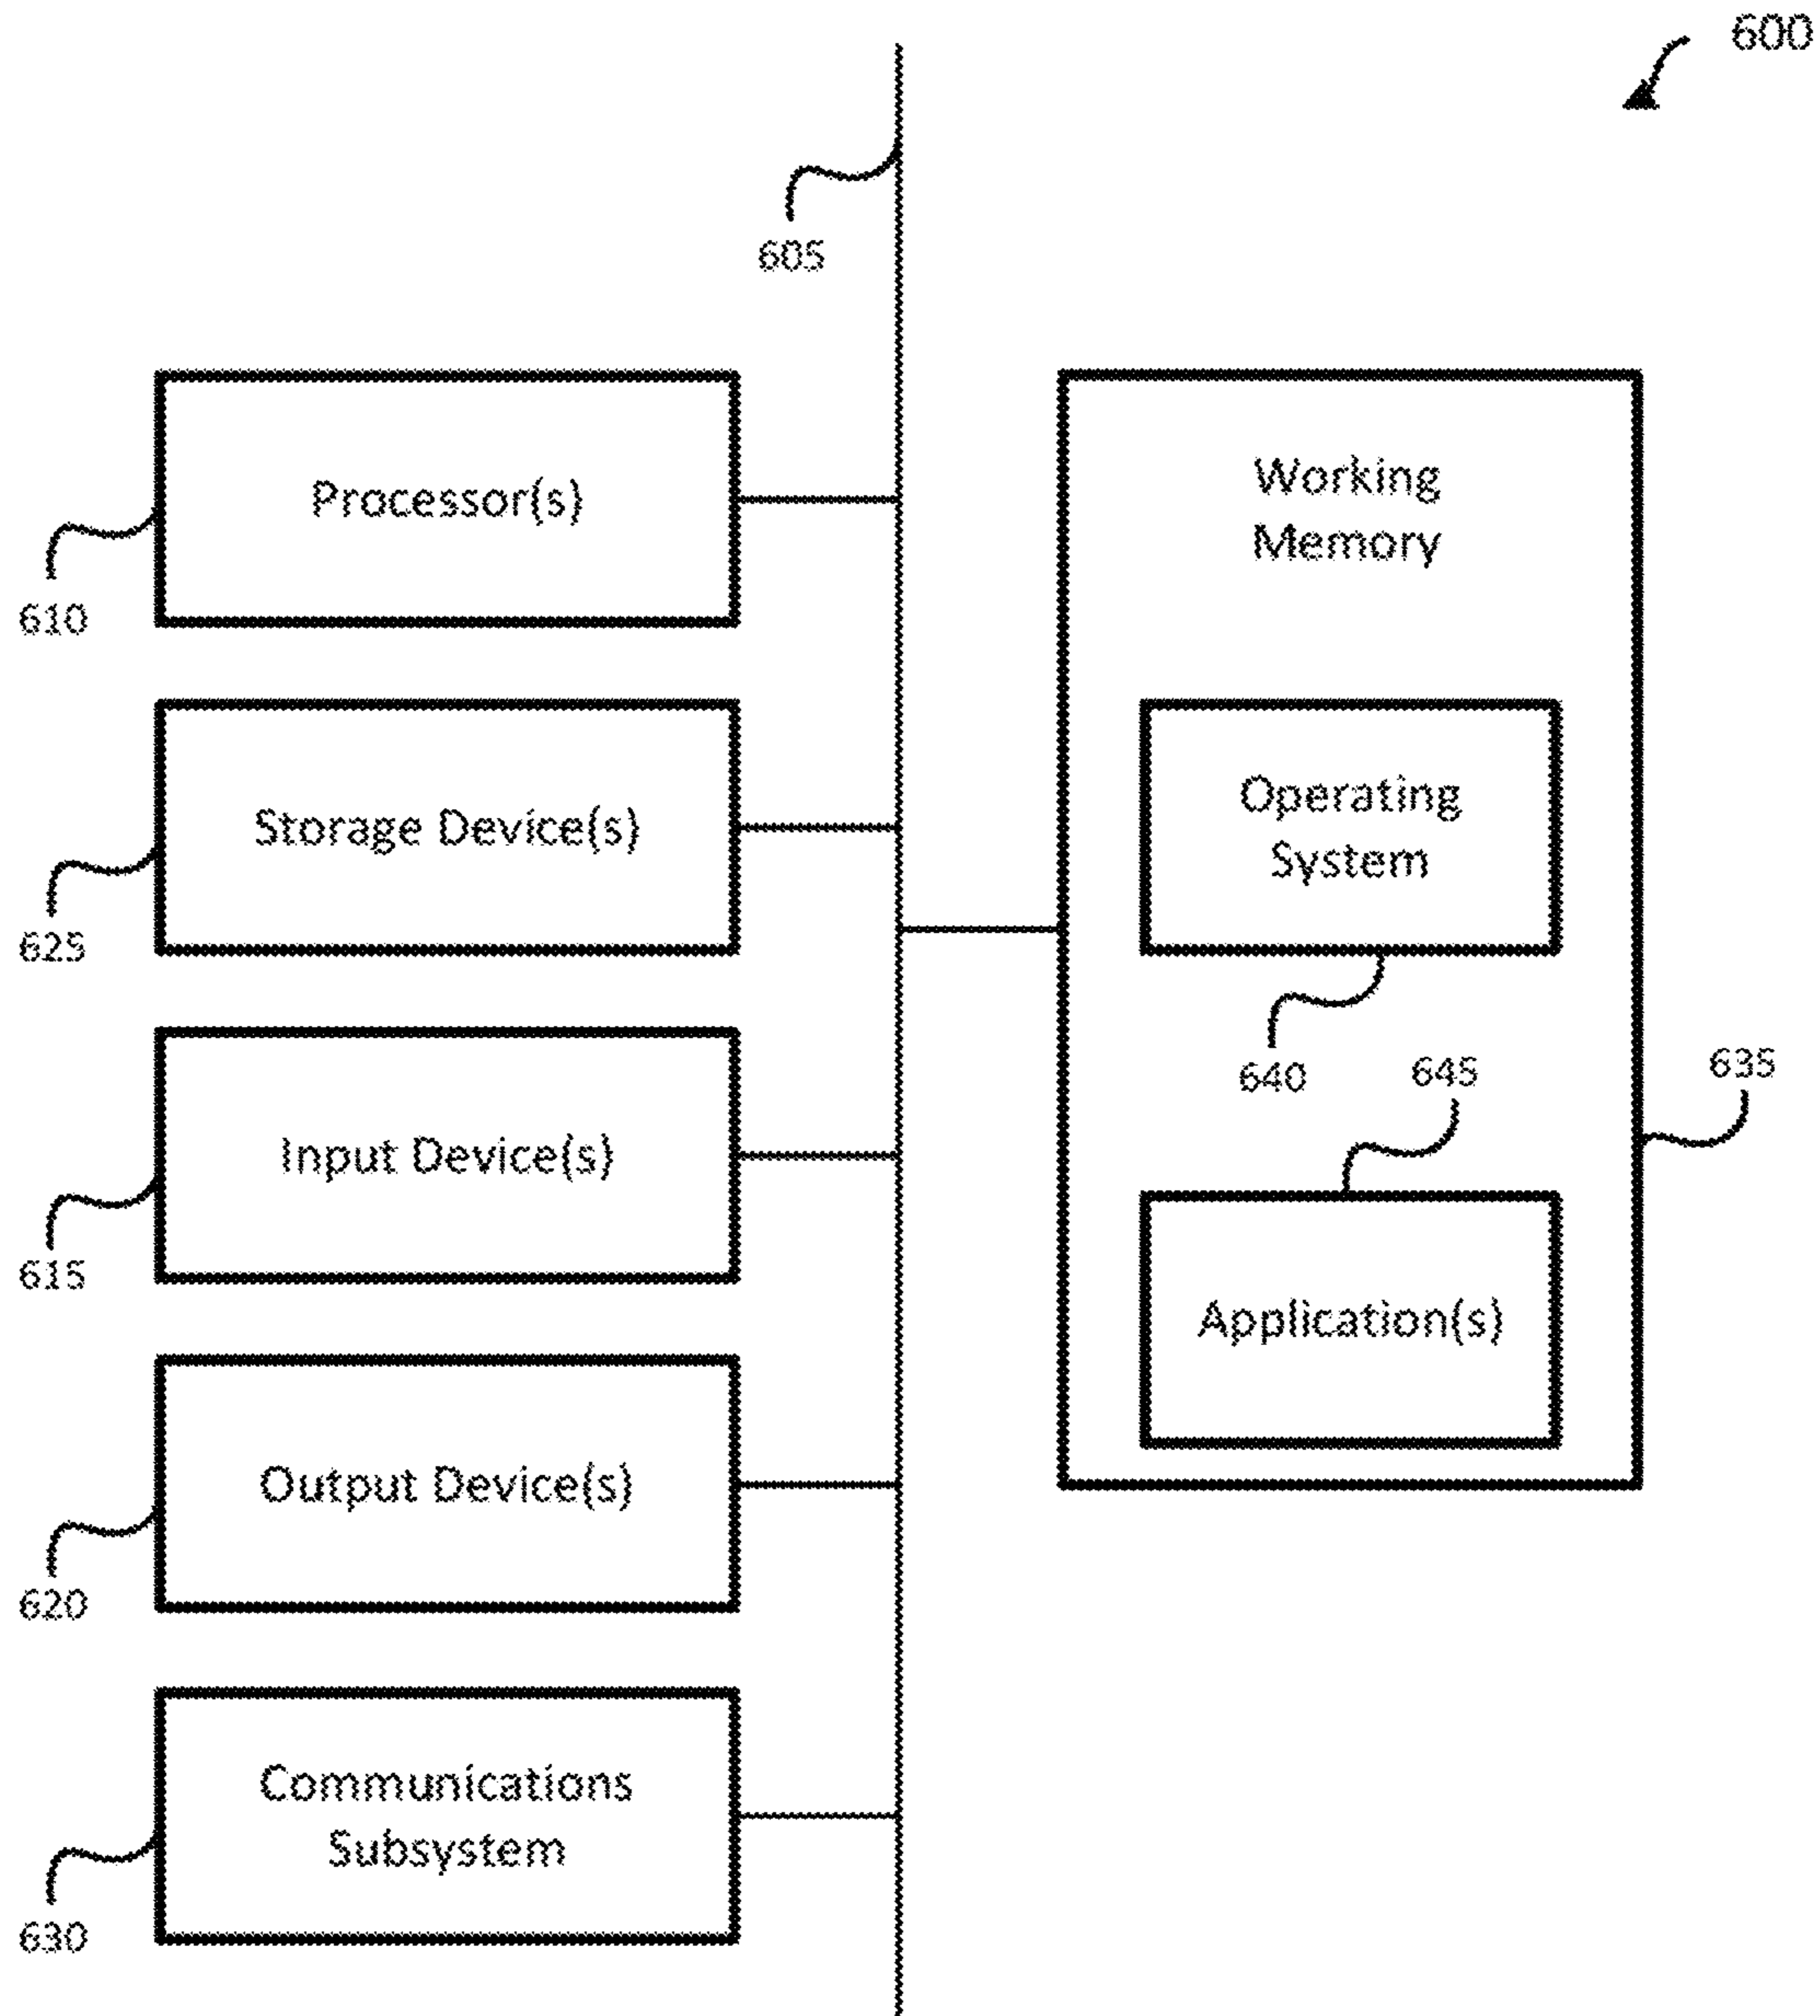 600
605
Processor(s)
610
Storage Device(s)
625
Input Device(s)
615
Output Device(s)
620
Communications
Subsystem
630
Working
Memory
Operating
System
640
645
635
Application(s)